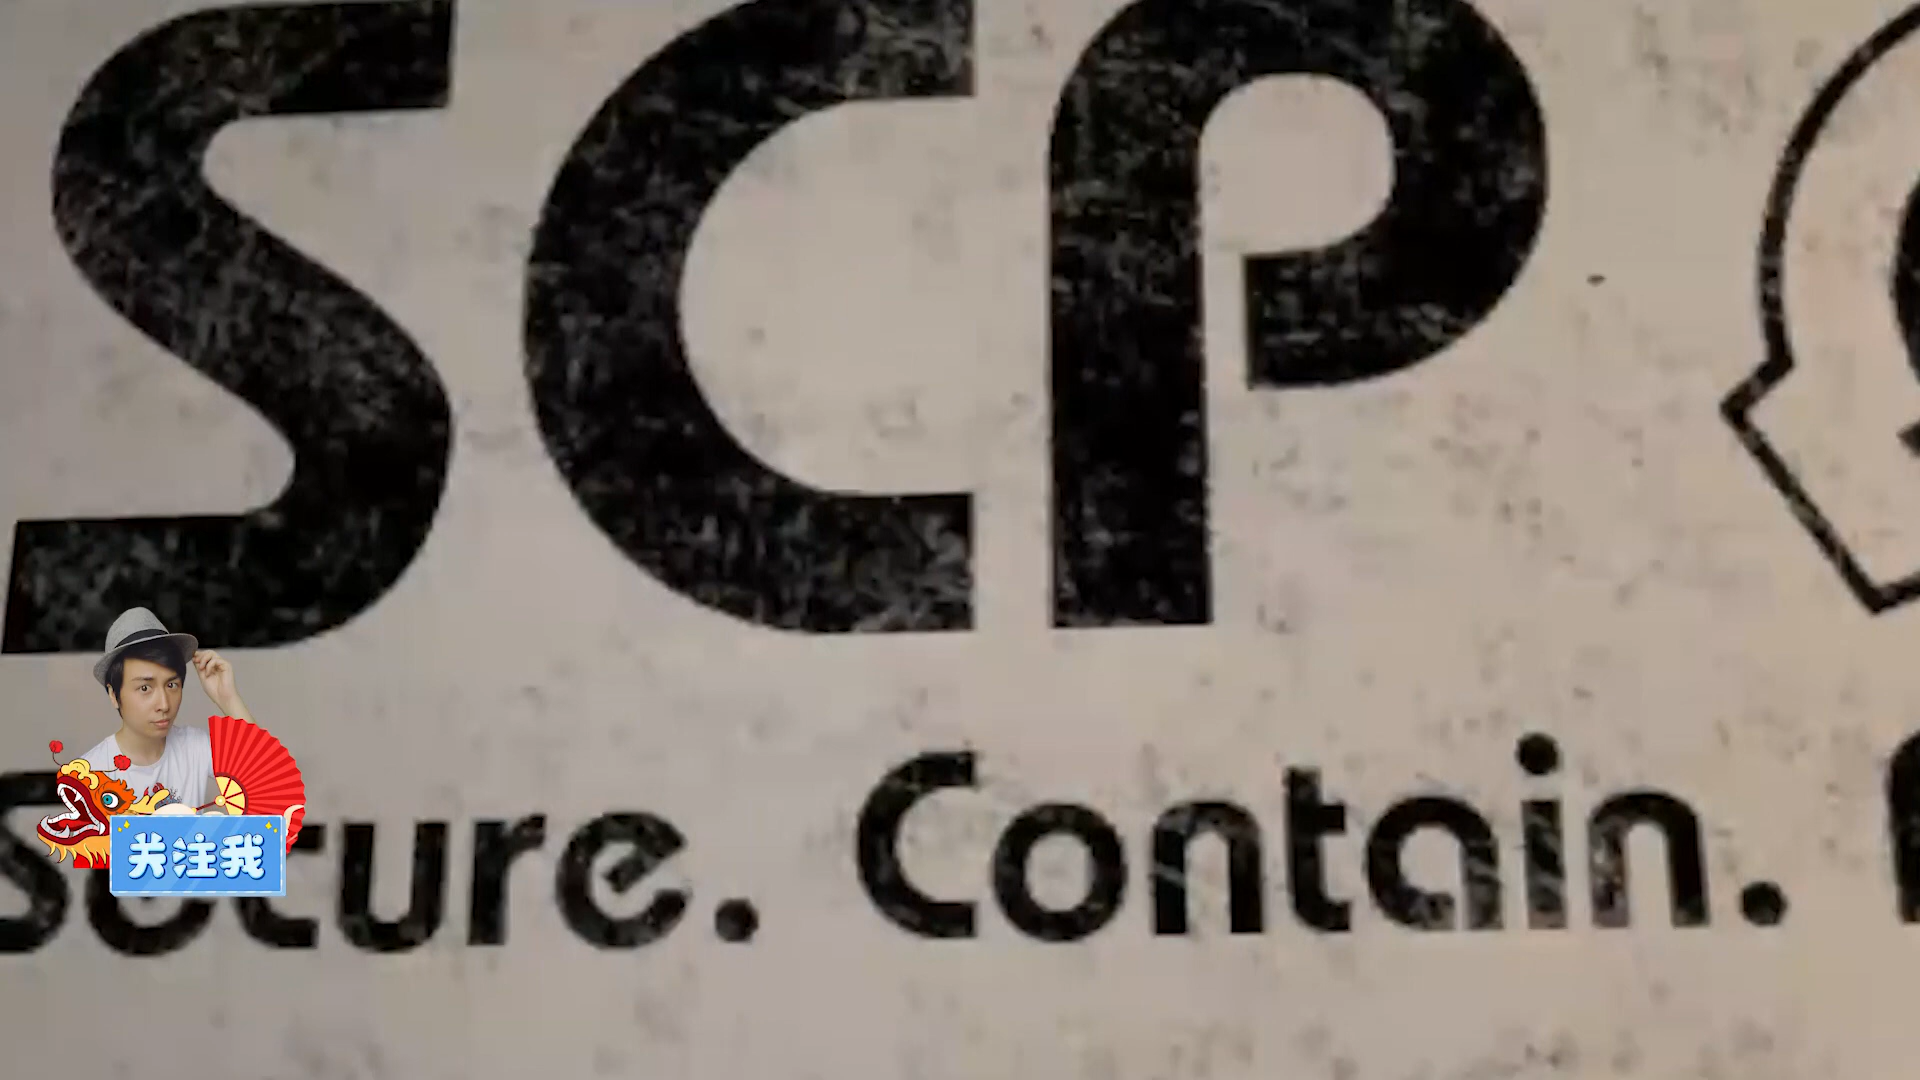 SCP
Secure. Contain.
关注我